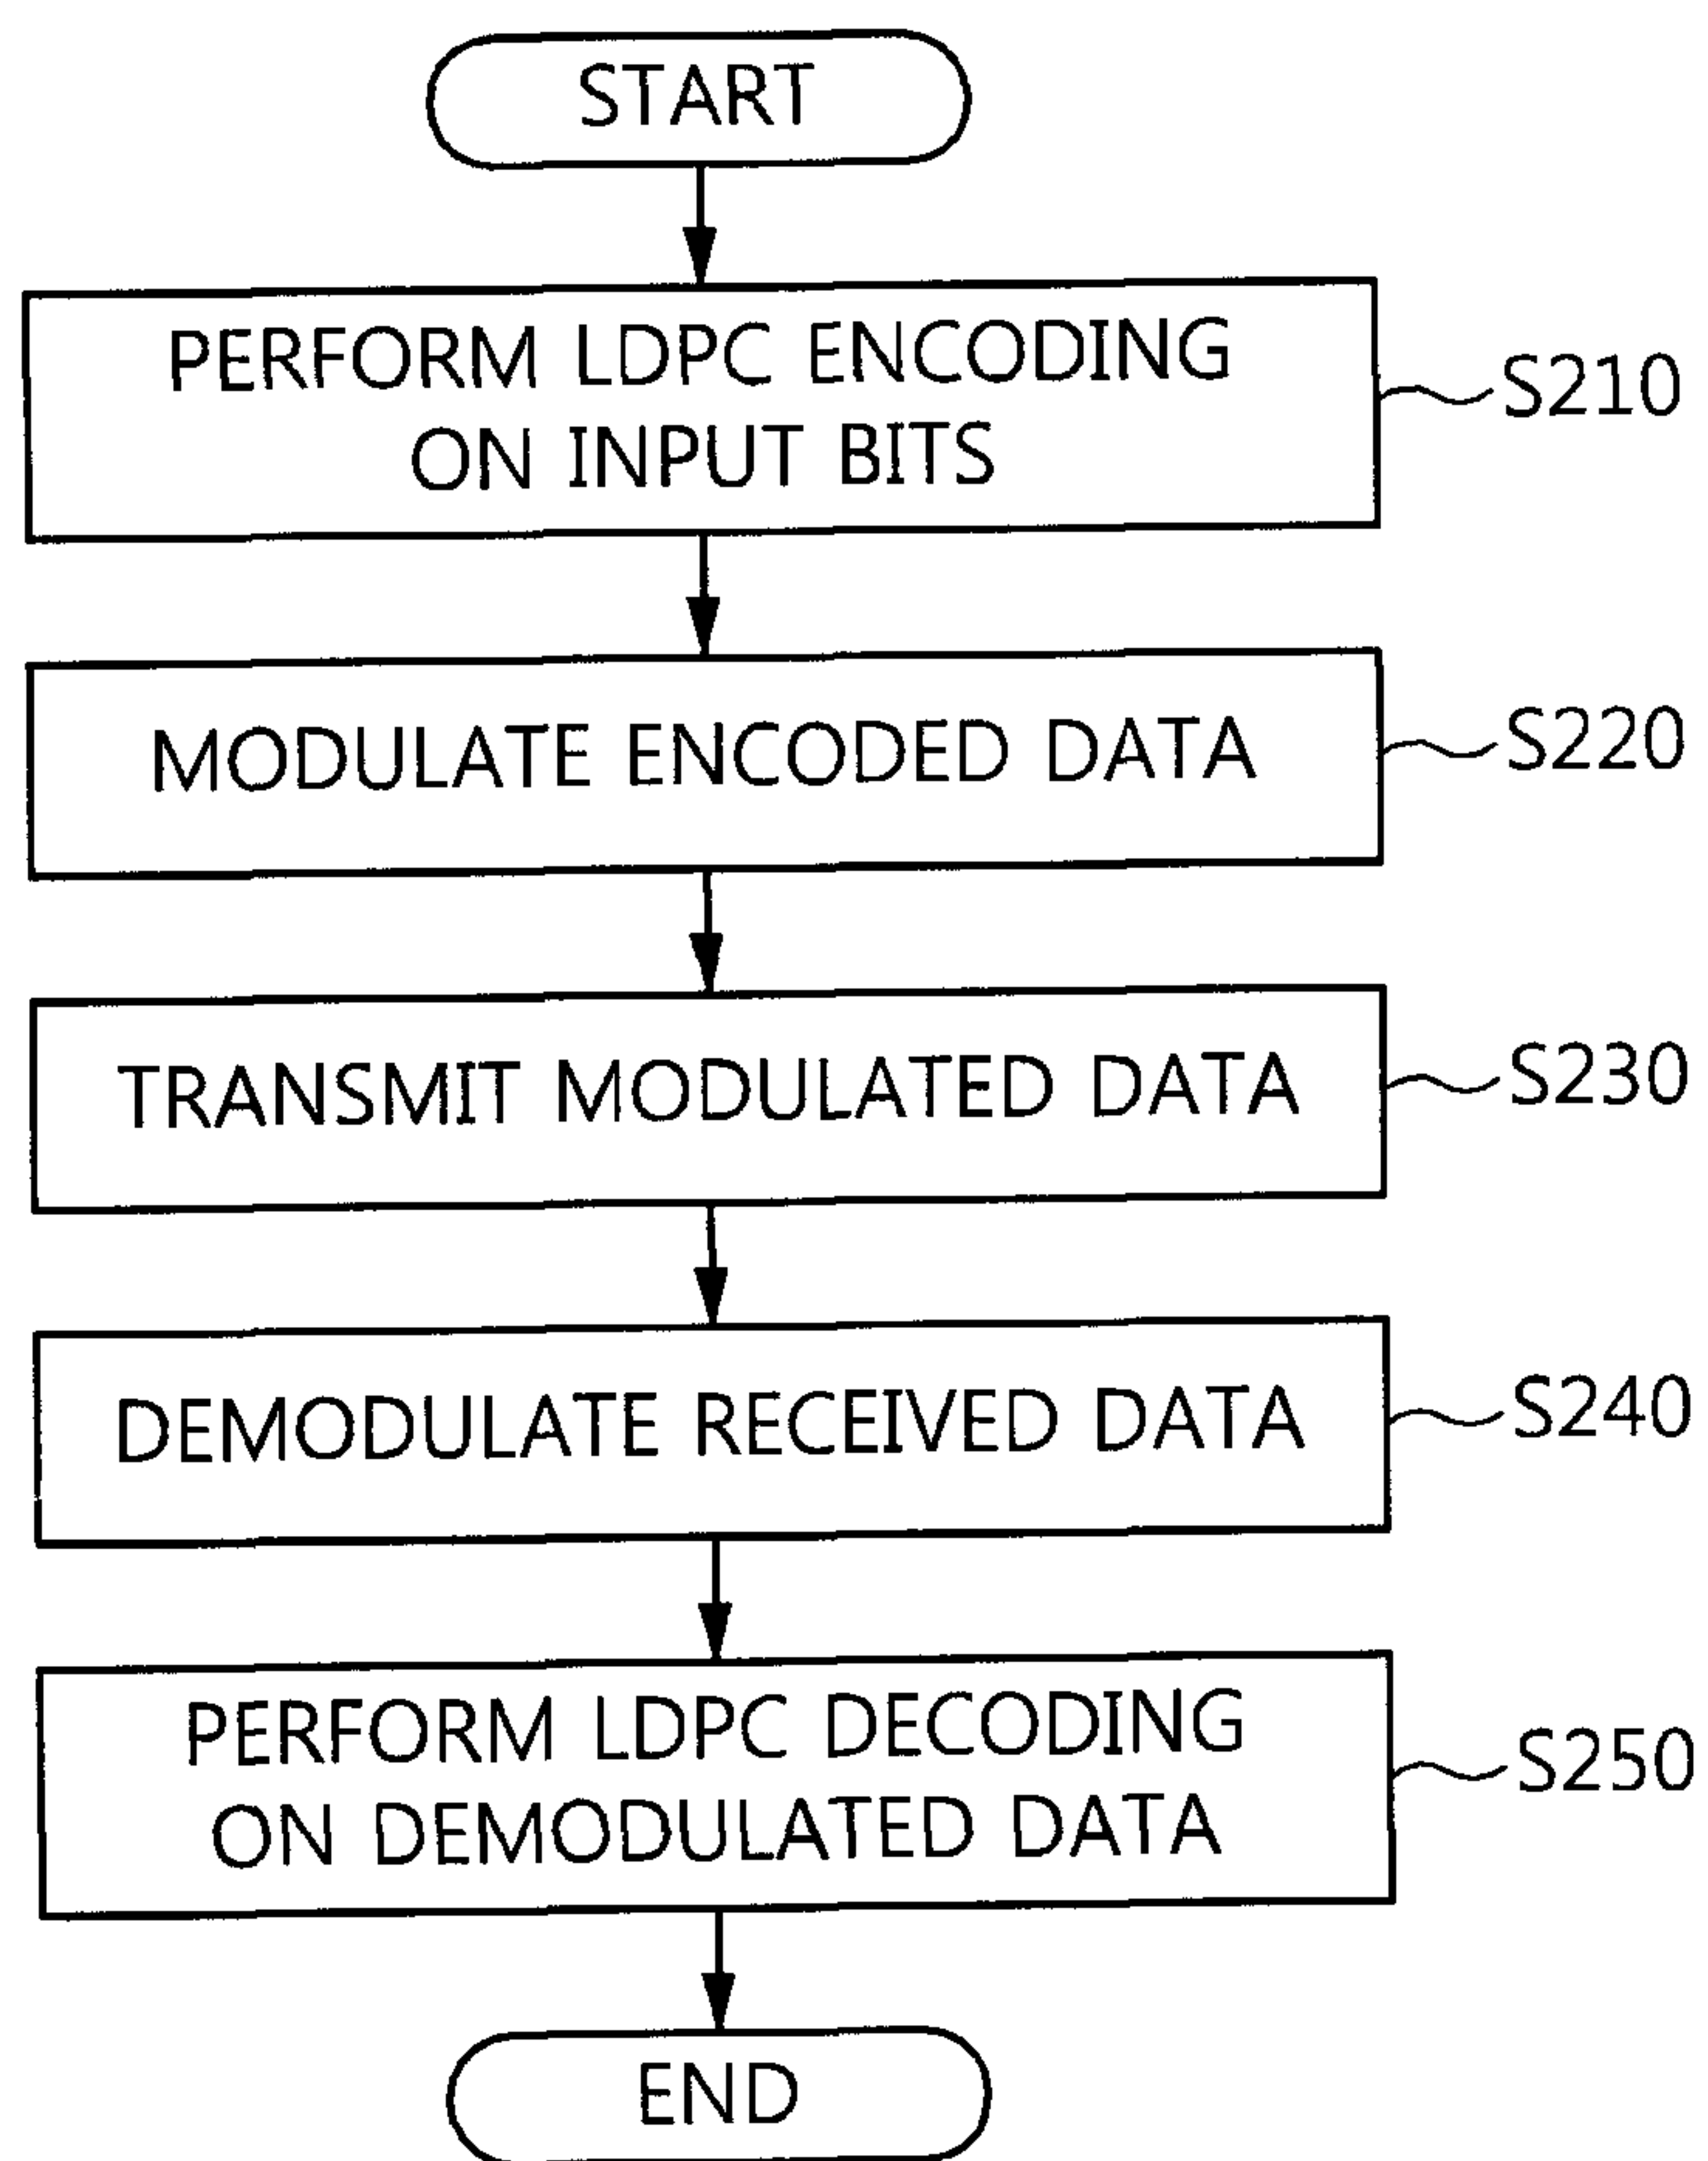 START
PERFORM LDPC ENCODING
ON INPUT BITS
S210
MODULATE ENCODED DATA
S220
TRANSMIT MODULATED DATA
S230
DEMODULATE RECEIVED DATA
S240
PERFORM LDPC DECODING
ON DEMODULATED DATA
S250
END